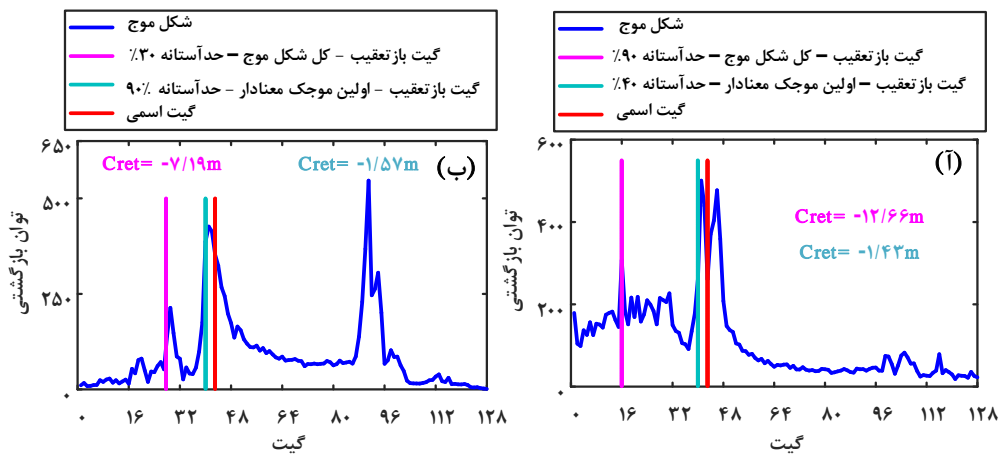 شکل موج
گیت بازتعقیب – کل شکل موج – حدآستانه ۹۰٪
گیت بازتعقیب – اولین موجک معنادار – حدآستانه ۴۰٪
گیت اسمی
(آ)
Cret= -۱۲/۶۶m
Cret= -۱/۴۳m
توان بازگشتی
۶۰۰
۴۰۰
۲۰۰
۰
۰ ۱۶ ۳۲ ۴۸ ۶۴ ۸۰ ۹۶ ۱۱۲ ۱۲۸
گیت
شکل موج
گیت بازتعقیب – کل شکل موج – حدآستانه ۳۰٪
گیت بازتعقیب – اولین موجک معنادار – حدآستانه ۹۰٪
گیت اسمی
(ب)
Cret= -۷/۱۹m
Cret= -۱/۵۷m
توان بازگشتی
۶۵۰
۵۰۰
۲۵۰
۰
۰ ۱۶ ۳۲ ۴۸ ۶۴ ۸۰ ۹۶ ۱۱۲ ۱۲۸
گیت